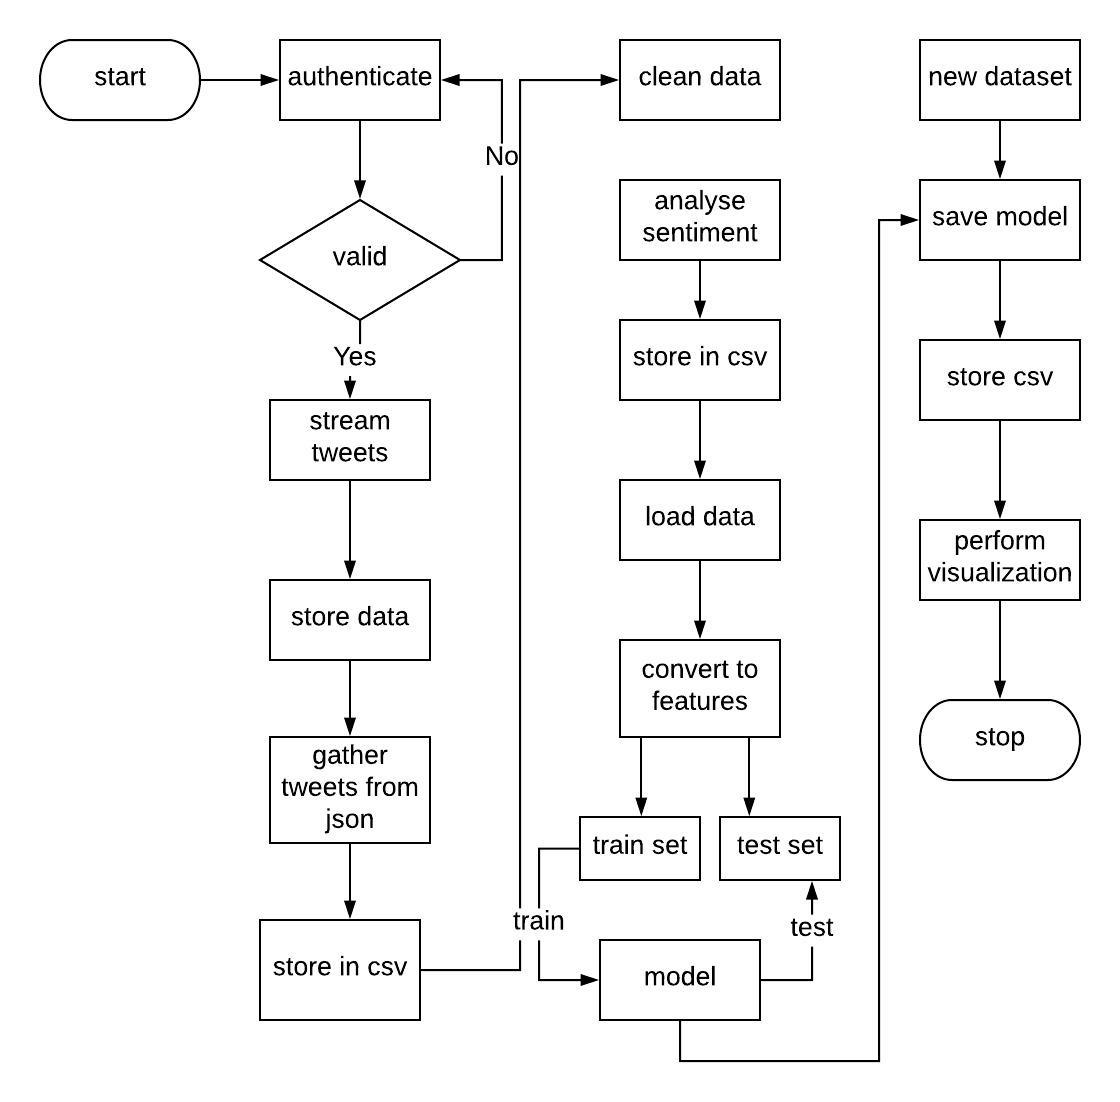 start
authenticate
No
valid
Yes
stream
tweets
store data
gather
tweets from
json
store in csv
clean data
analyse
sentiment
store in csv
load data
convert to
features
train set
test set
train
test
model
new dataset
save model
store csv
perform
visualization
stop